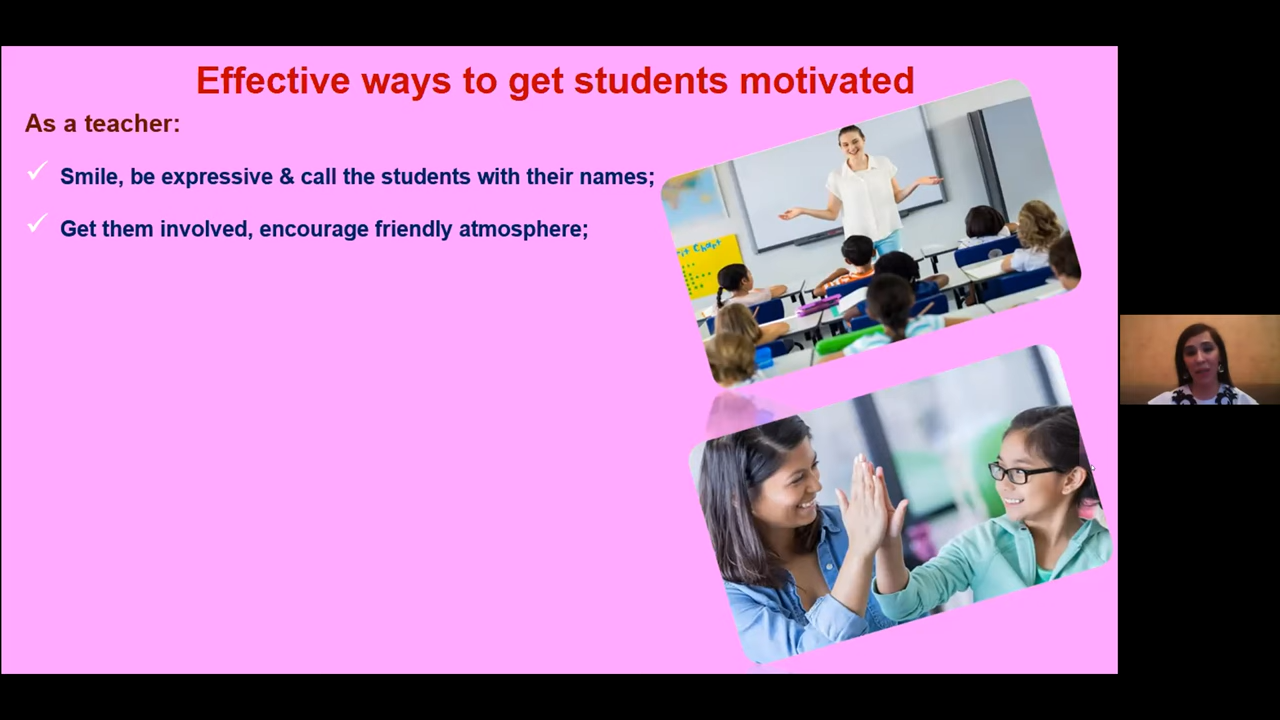 Effective ways to get students motivated
As a teacher:
Smile, be expressive & call the students with their names;
Get them involved, encourage friendly atmosphere;